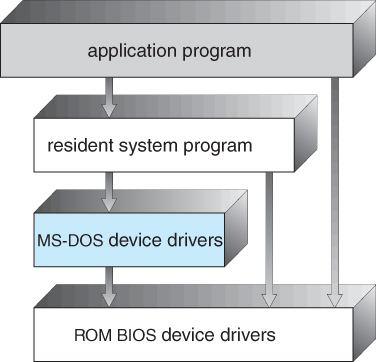 application program
resident system program
MS-DOS device drivers
ROM BIOS device drivers